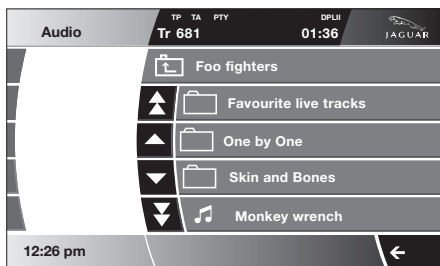 Audio
TP TA PTY DPLII
Tr 681 01:36
JAGUAR
Foo fighters
Favourite live tracks
One by One
Skin and Bones
Monkey wrench
12:26 pm